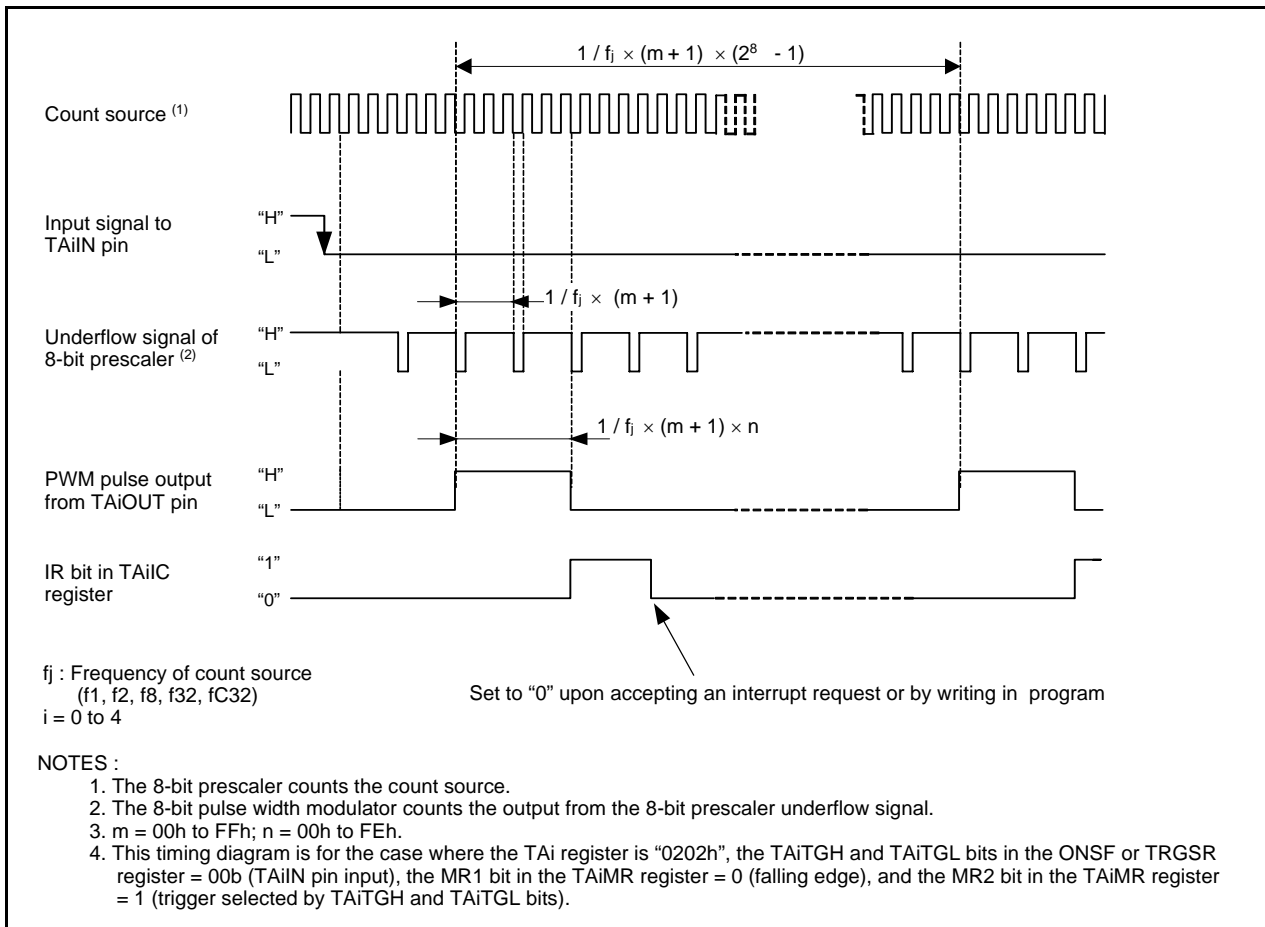 1 / fj × (m + 1) × (2⁸ - 1)
Count source (1)
Input signal to
TAiIN pin
“H”
“L”
1 / fj × (m + 1)
Underflow signal of
8-bit prescaler (2)
“H”
“L”
1 / fj × (m + 1) × n
PWM pulse output
from TAiOUT pin
“H”
“L”
IR bit in TAiIC
register
“1”
“0”
fj : Frequency of count source
(f1, f2, f8, f32, fC32)
i = 0 to 4
Set to “0” upon accepting an interrupt request or by writing in program
NOTES :
1. The 8-bit prescaler counts the count source.
2. The 8-bit pulse width modulator counts the output from the 8-bit prescaler underflow signal.
3. m = 00h to FFh; n = 00h to FEh.
4. This timing diagram is for the case where the TAi register is “0202h”, the TAiTGH and TAiTGL bits in the ONSF or TRGSR
register = 00b (TAiIN pin input), the MR1 bit in the TAiMR register = 0 (falling edge), and the MR2 bit in the TAiMR register
= 1 (trigger selected by TAiTGH and TAiTGL bits).